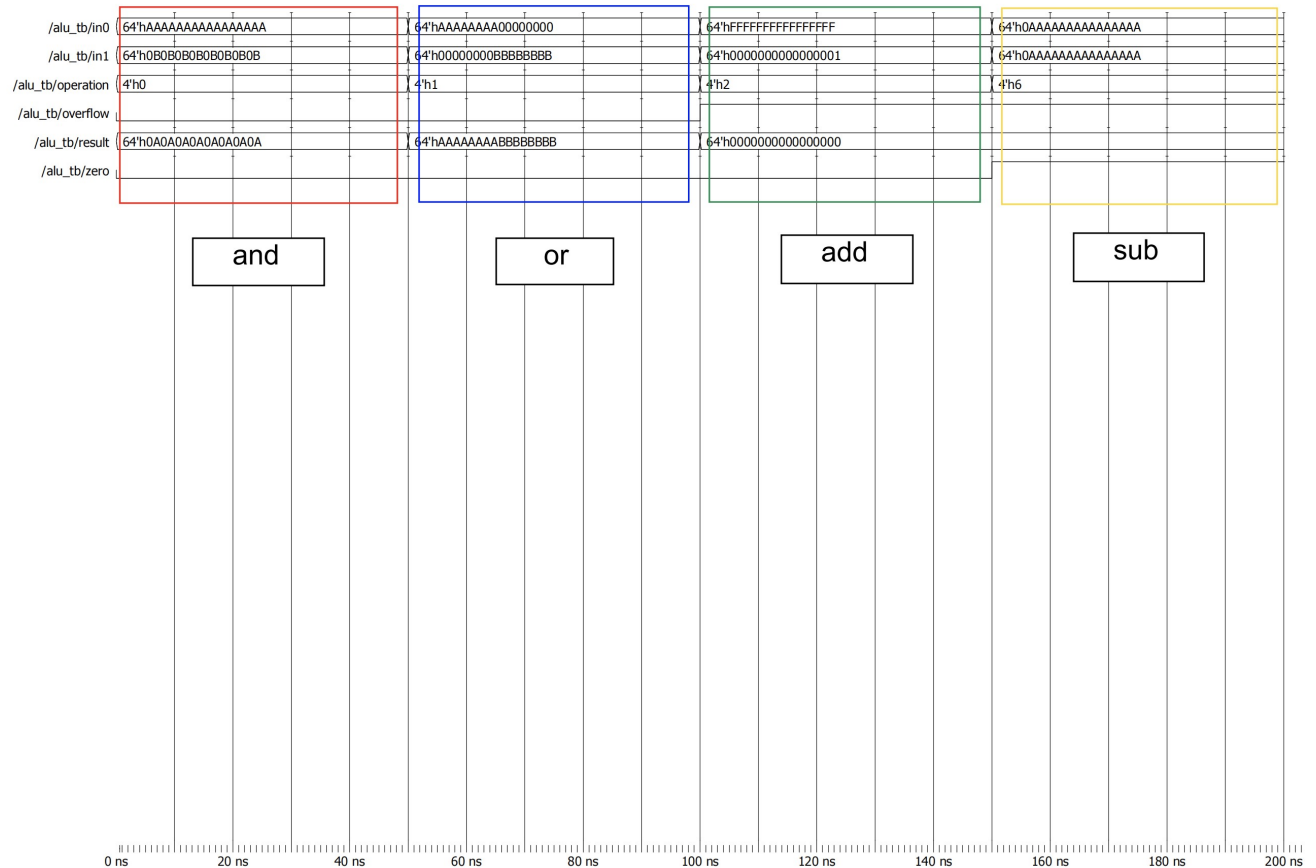 /alu_tb/in0 64'hAAAAAAAAAAAAAAAA 64'hAAAAAAAA00000000 64'hFFFFFFFFFFFFFFFF 64'h0AAAAAAAAAAAAAAA
/alu_tb/in1 64'h0B0B0B0B0B0B0B0B 64'h00000000BBBBBBBB 64'h0000000000000001 64'h0AAAAAAAAAAAAAAA
/alu_tb/operation 4'h0 4'h1 4'h2 4'h6
/alu_tb/overflow
/alu_tb/result 64'h0A0A0A0A0A0A0A0A 64'hAAAAAAAABBBBBBBB 64'h0000000000000000
/alu_tb/zero
and or add sub
0 ns 20 ns 40 ns 60 ns 80 ns 100 ns 120 ns 140 ns 160 ns 180 ns 200 ns